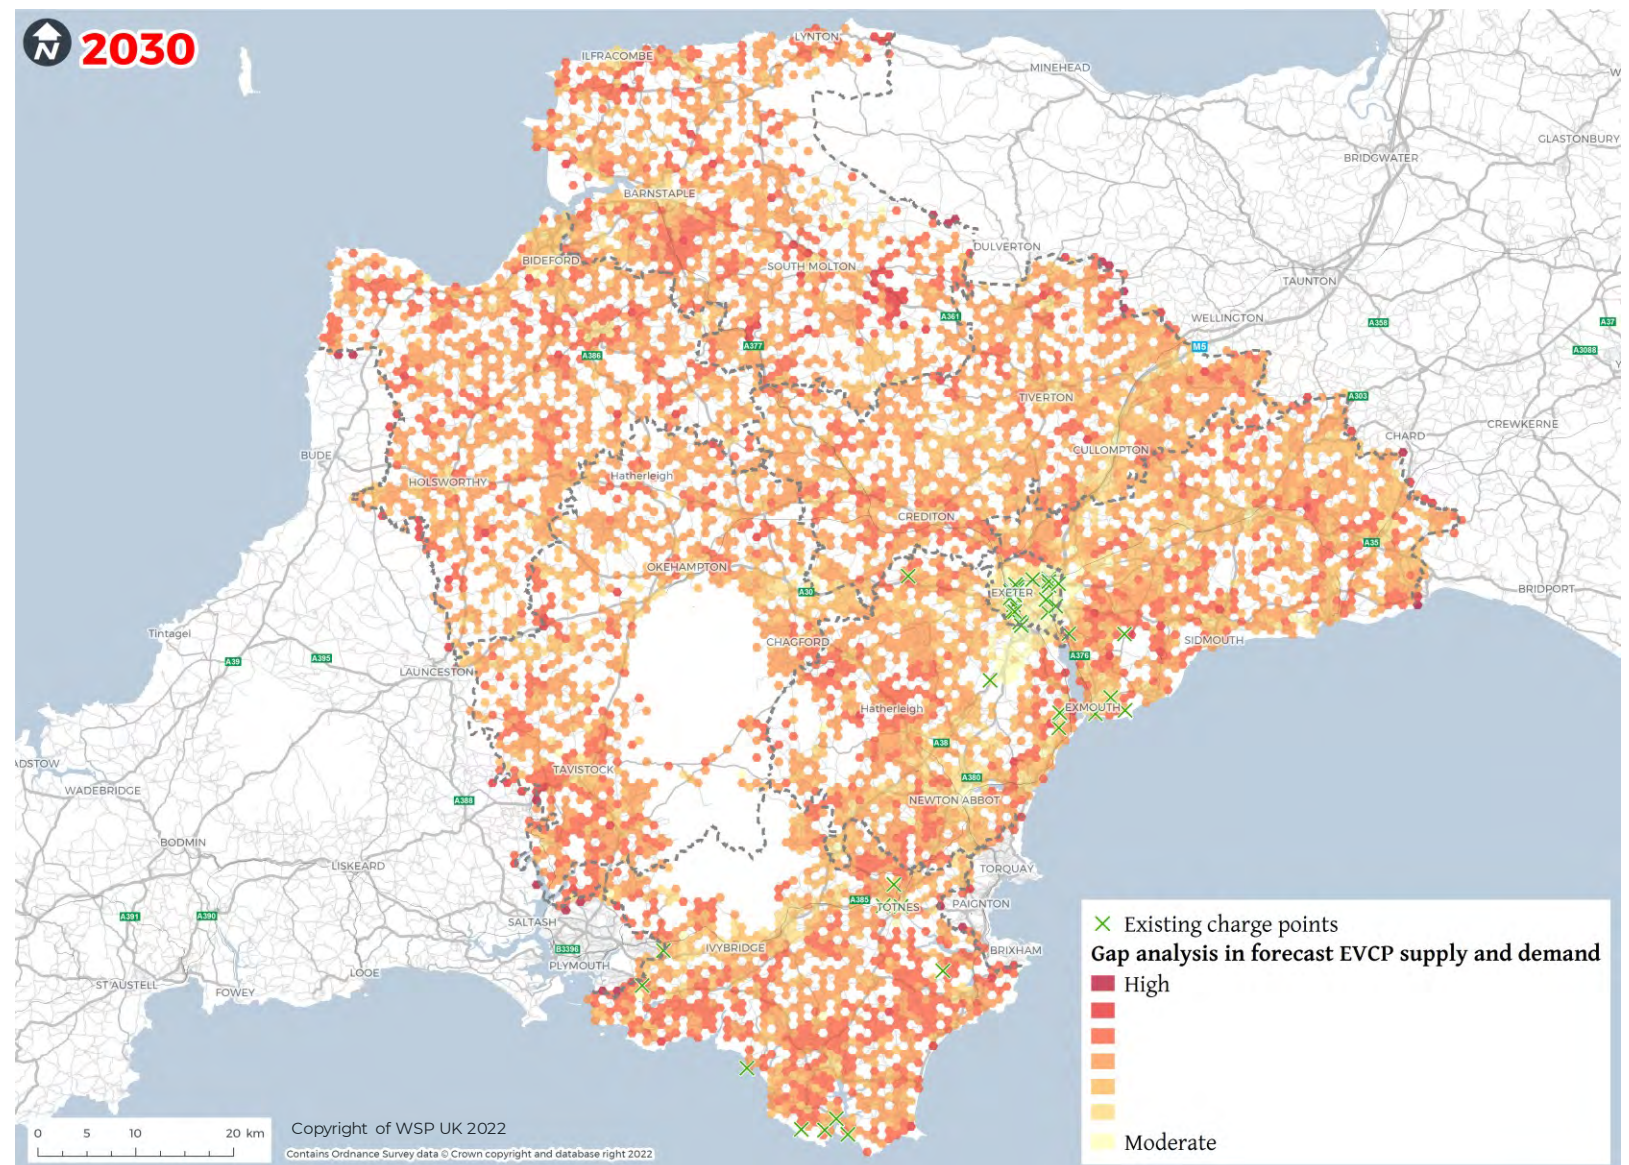 N 2030
LYNTON
ILFRACOMBE
MINEHEAD
GLASTONBURY
BRIDGWATER
BARNSTAPLE
DULVERTON
BIDEFORD
SOUTH MOLTON
TAUNTON
A361
WELLINGTON
A358
A37
A377
M5
A386
A3088
TIVERTON
A303
CREWKERNE
CHARD
CULLOMPTON
BUDE
Hatherleigh
HOLSWORTHY
CREDITON
A35
OKEHAMPTON
BRIDPORT
A30
EXETER
Tintagel
CHAGFORD
SIDMOUTH
A39
A395
A376
LAUNCESTON
Hatherleigh
EXMOUTH
A38
ADSTOW
TAVISTOCK
A380
WADEBRIDGE
A388
NEWTON ABBOT
BODMIN
LISKEARD
TORQUAY
A385
TOTNES
PAIGNTON
A391
A390
SALTASH
IVYBRIDGE
B3396
BRIXHAM
PLYMOUTH
LOOE
ST AUSTELL
FOWEY
Existing charge points
Gap analysis in forecast EVCP supply and demand
High
Moderate
0 5 10 20 km
Copyright of WSP UK 2022
Contains Ordnance Survey data © Crown copyright and database right 2022